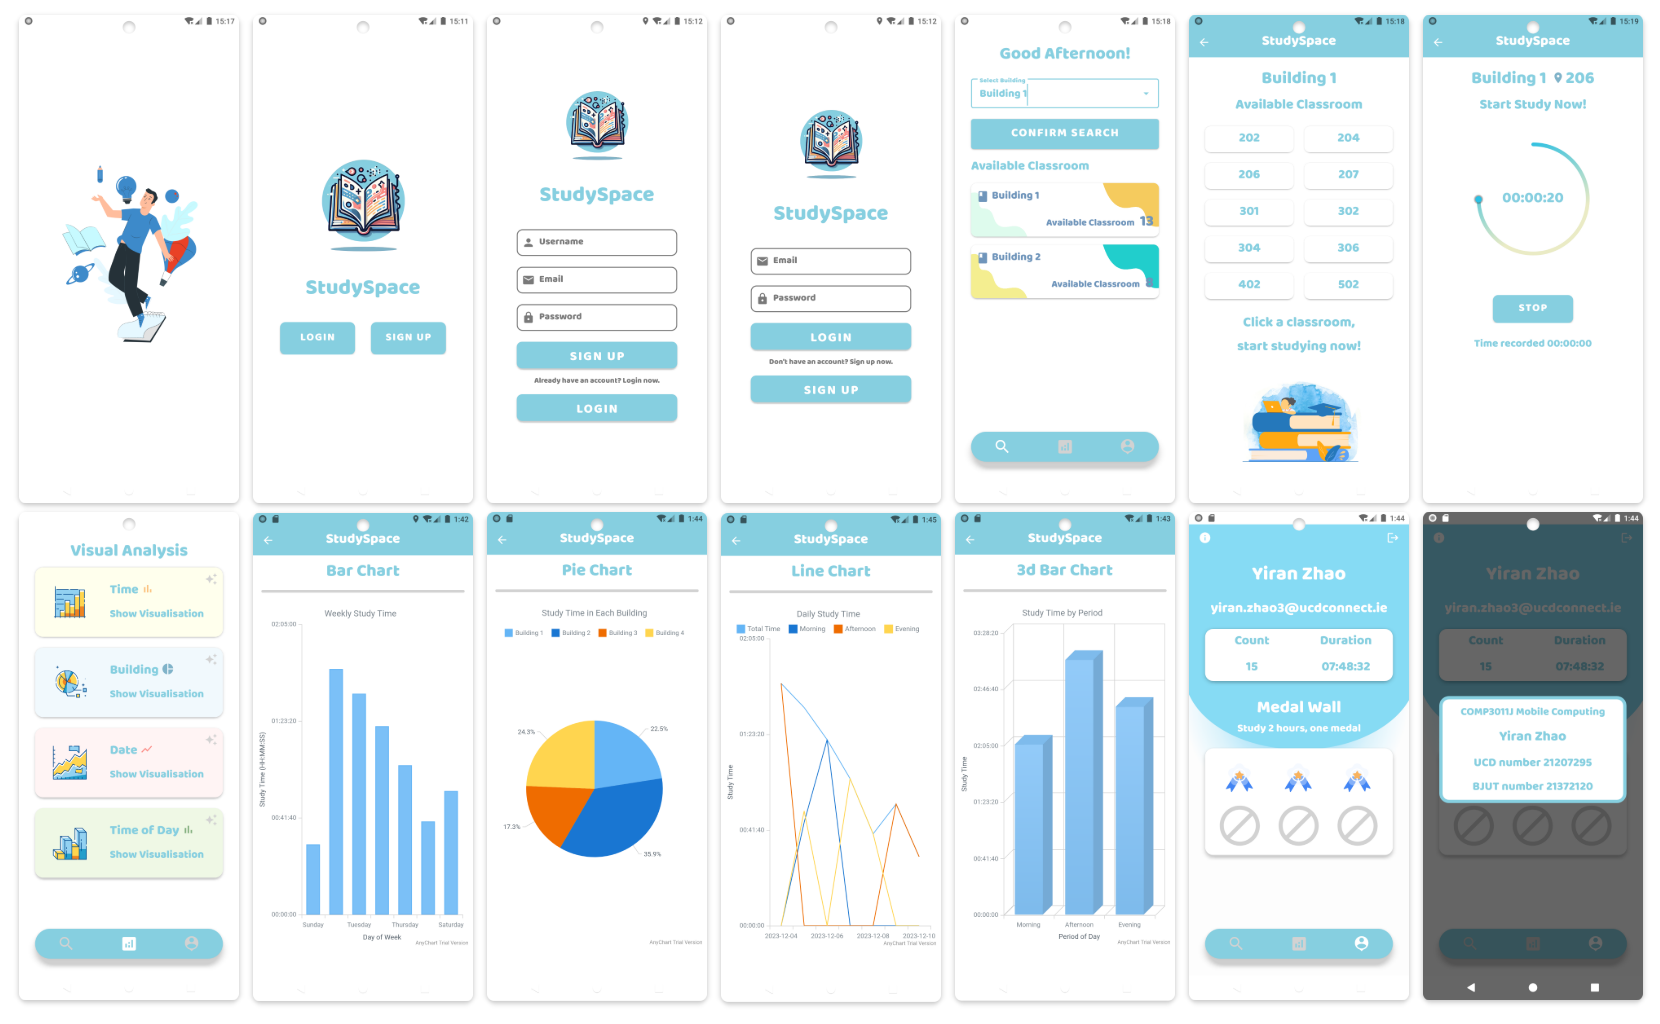 15:17
15:11
StudySpace
LOGIN SIGN UP
15:12
StudySpace
Username
Email
Password
SIGN UP
Already have an account? Login now.
LOGIN
15:12
StudySpace
Email
Password
LOGIN
Don't have an account? Sign up now.
SIGN UP
15:18
Good Afternoon!
Select Building
Building 1
CONFIRM SEARCH
Available Classroom
Building 1
Available Classroom 13
Building 2
Available Classroom 8
15:18
StudySpace
Building 1
Available Classroom
202 204
206 207
301 302
304 306
402 502
Click a classroom,
start studying now!
15:19
StudySpace
Building 1 206
Start Study Now!
00:00:20
STOP
Time recorded 00:00:00
Visual Analysis
Time
Show Visualisation
Building
Show Visualisation
Date
Show Visualisation
Time of Day
Show Visualisation
1:42
StudySpace
Bar Chart
Weekly Study Time
02:05:00
01:23:20
00:41:40
00:00:00
Study Time (HH:MM:SS)
Sunday Tuesday Thursday Saturday
Day of Week
AnyChart Trial Version
1:44
StudySpace
Pie Chart
Study Time in Each Building
Building 1 Building 2 Building 3 Building 4
24.3%
22.5%
17.3%
35.9%
AnyChart Trial Version
1:45
StudySpace
Line Chart
Daily Study Time
Total Time Morning Afternoon Evening
02:05:00
01:23:20
00:41:40
00:00:00
Study Time
2023-12-04 2023-12-06 2023-12-08 2023-12-10
AnyChart Trial Version
1:43
StudySpace
3d Bar Chart
Study Time by Period
03:28:20
02:46:40
02:05:00
01:23:20
00:41:40
00:00:00
Study Time
Morning Afternoon Evening
Period of Day
AnyChart Trial Version
1:44
Yiran Zhao
yiran.zhao3@ucdconnect.ie
Count Duration
15 07:48:32
Medal Wall
Study 2 hours, one medal
1:44
Yiran Zhao
yiran.zhao3@ucdconnect.ie
Count Duration
15 07:48:32
COMP3011J Mobile Computing
Yiran Zhao
UCD number 21207295
BJUT number 21372120